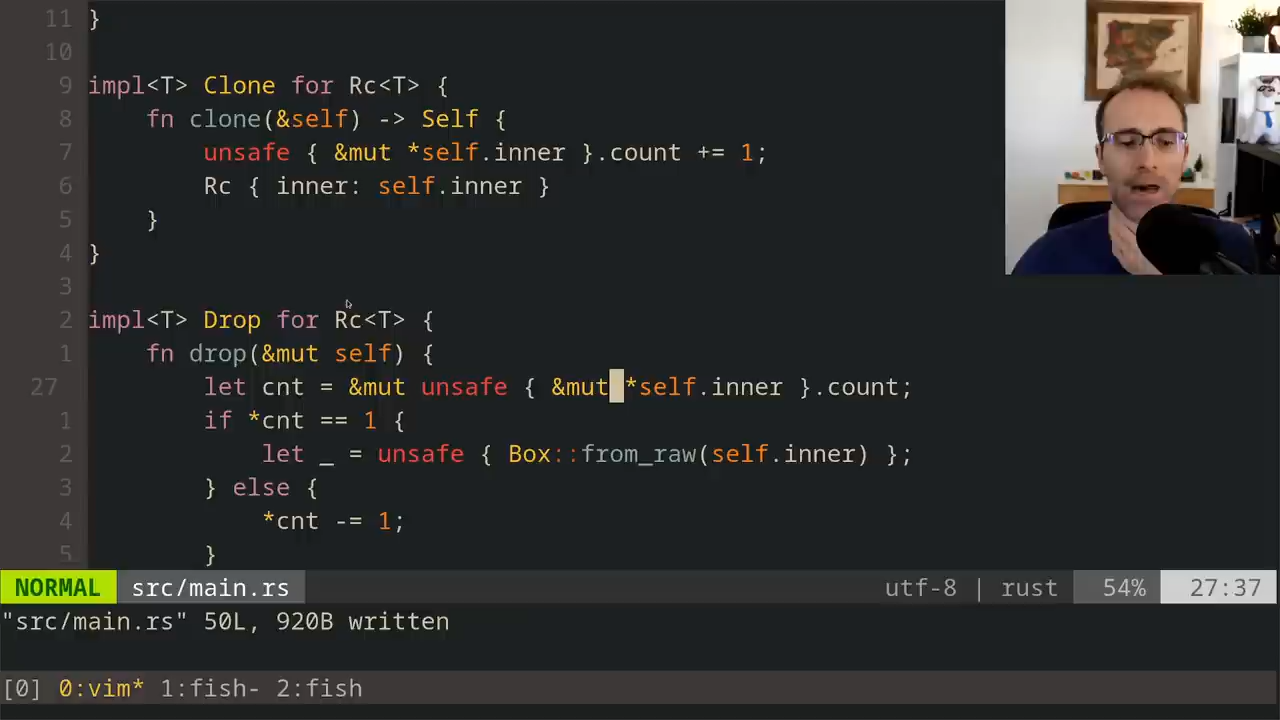 11 }
10
9 impl<T> Clone for Rc<T> {
8 fn clone(&self) -> Self {
7 unsafe { &mut *self.inner }.count += 1;
6 Rc { inner: self.inner }
5 }
4 }
3
2 impl<T> Drop for Rc<T> {
1 fn drop(&mut self) {
27 let cnt = &mut unsafe { &mut *self.inner }.count;
1 if *cnt == 1 {
2 let _ = unsafe { Box::from_raw(self.inner) };
3 } else {
4 *cnt -= 1;
5 }
NORMAL src/main.rs utf-8 | rust 54% 27:37
"src/main.rs" 50L, 920B written
[0] 0:vim* 1:fish- 2:fish